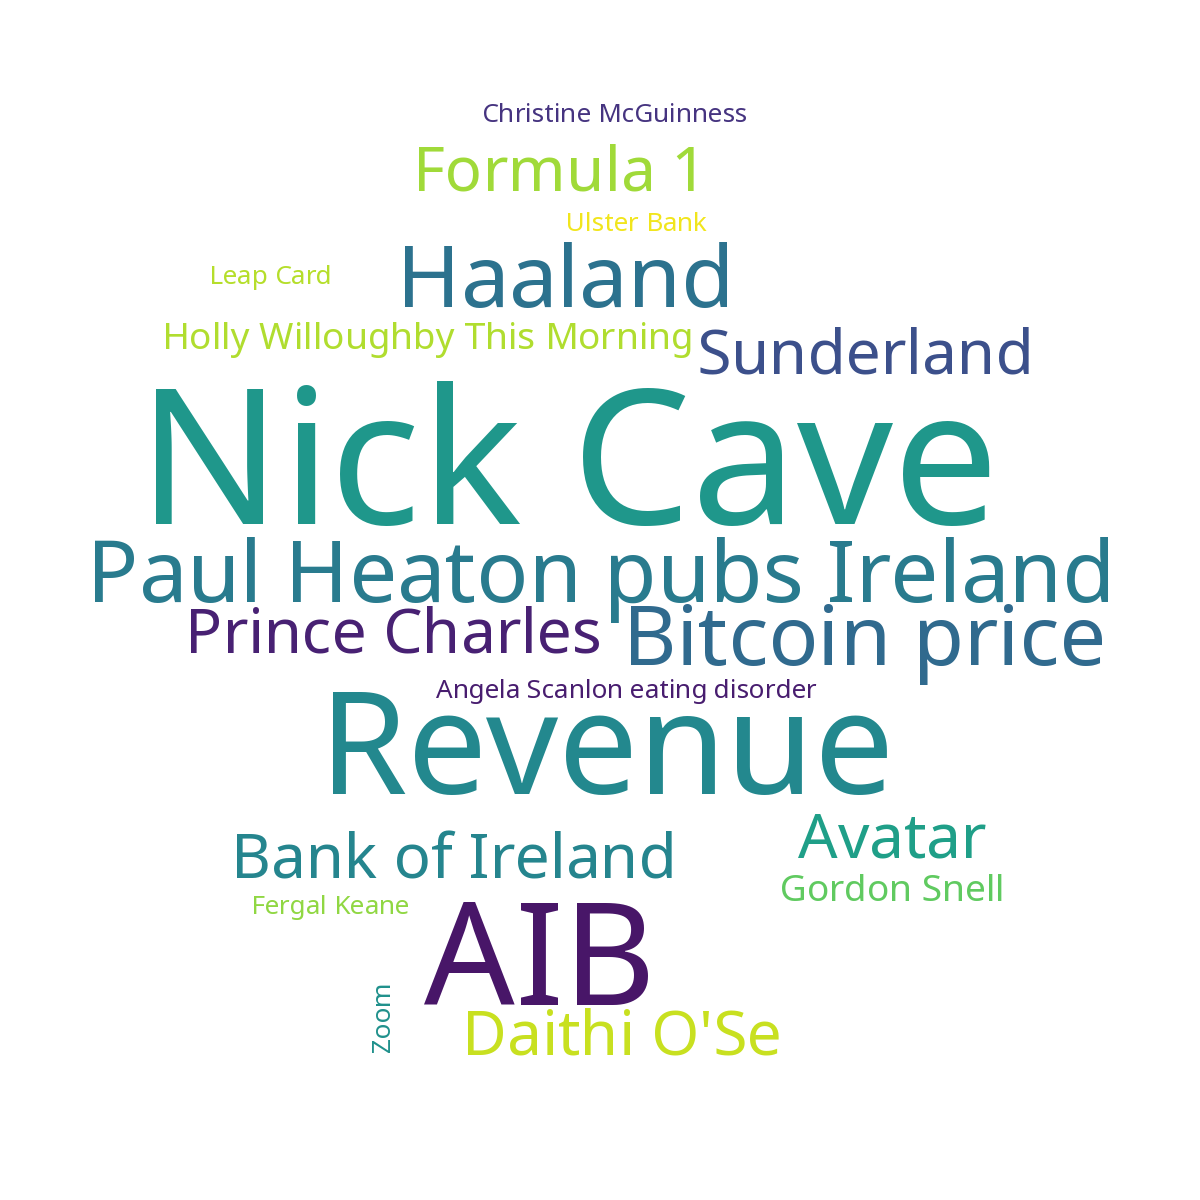 Christine McGuinness
Formula 1
Ulster Bank
Haaland
Leap Card
Holly Willoughby This Morning
Sunderland
Nick Cave
Paul Heaton pubs Ireland
Prince Charles
Bitcoin price
Angela Scanlon eating disorder
Revenue
Avatar
Bank of Ireland
Gordon Snell
Fergal Keane
AIB
Zoom
Daithi O'Se